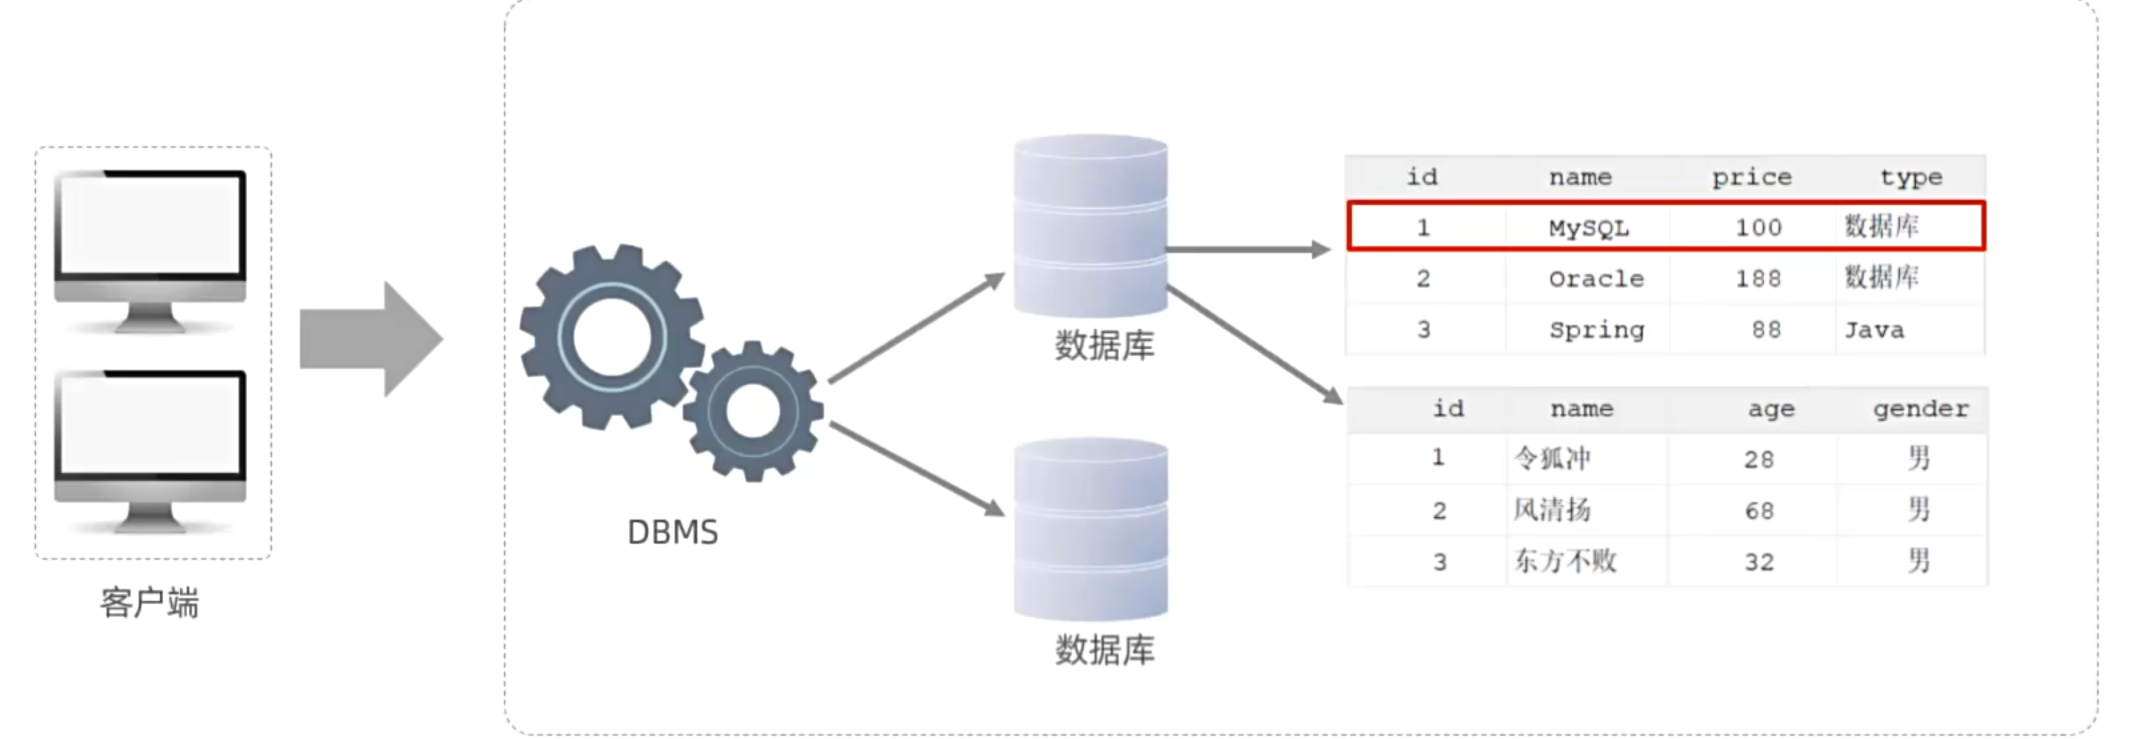 客户端
DBMS
数据库
数据库
id name price type
1 MySQL 100 数据库
2 Oracle 188 数据库
3 Spring 88 Java
id name age gender
1 令狐冲 28 男
2 风清扬 68 男
3 东方不败 32 男